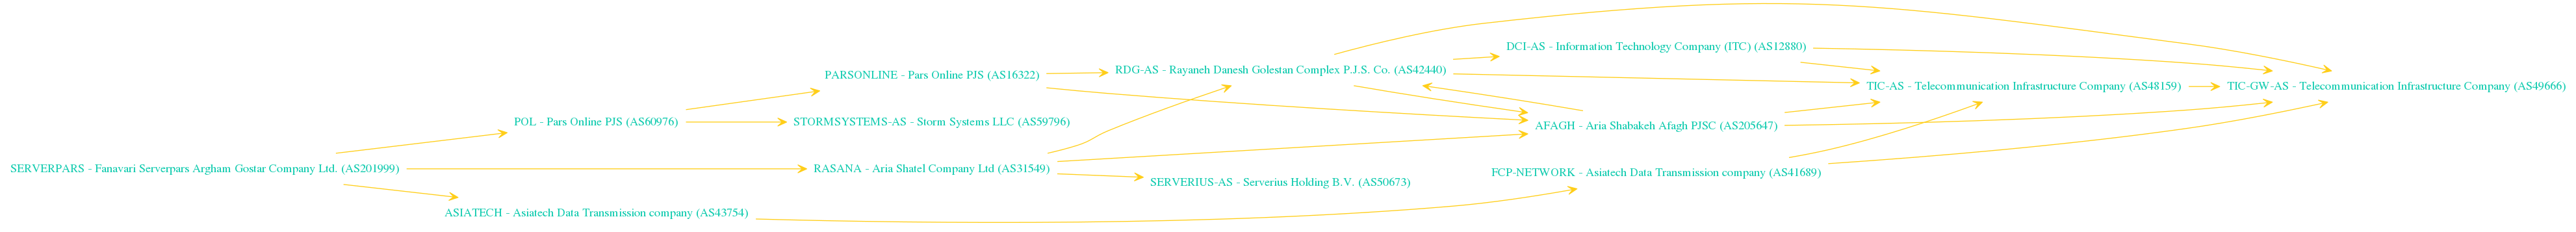 DCI-AS - Information Technology Company (ITC) (AS12880)
PARSONLINE - Pars Online PJS (AS16322)
RDG-AS - Rayaneh Danesh Golestan Complex P.J.S. Co. (AS42440)
TIC-AS - Telecommunication Infrastructure Company (AS48159)
TIC-GW-AS - Telecommunication Infrastructure Company (AS49666)
POL - Pars Online PJS (AS60976)
STORMSYSTEMS-AS - Storm Systems LLC (AS59796)
AFAGH - Aria Shabakeh Afagh PJSC (AS205647)
SERVERPARS - Fanavari Serverpars Argham Gostar Company Ltd. (AS201999)
RASANA - Aria Shatel Company Ltd (AS31549)
SERVERIUS-AS - Serverius Holding B.V. (AS50673)
FCP-NETWORK - Asiatech Data Transmission company (AS41689)
ASIATECH - Asiatech Data Transmission company (AS43754)